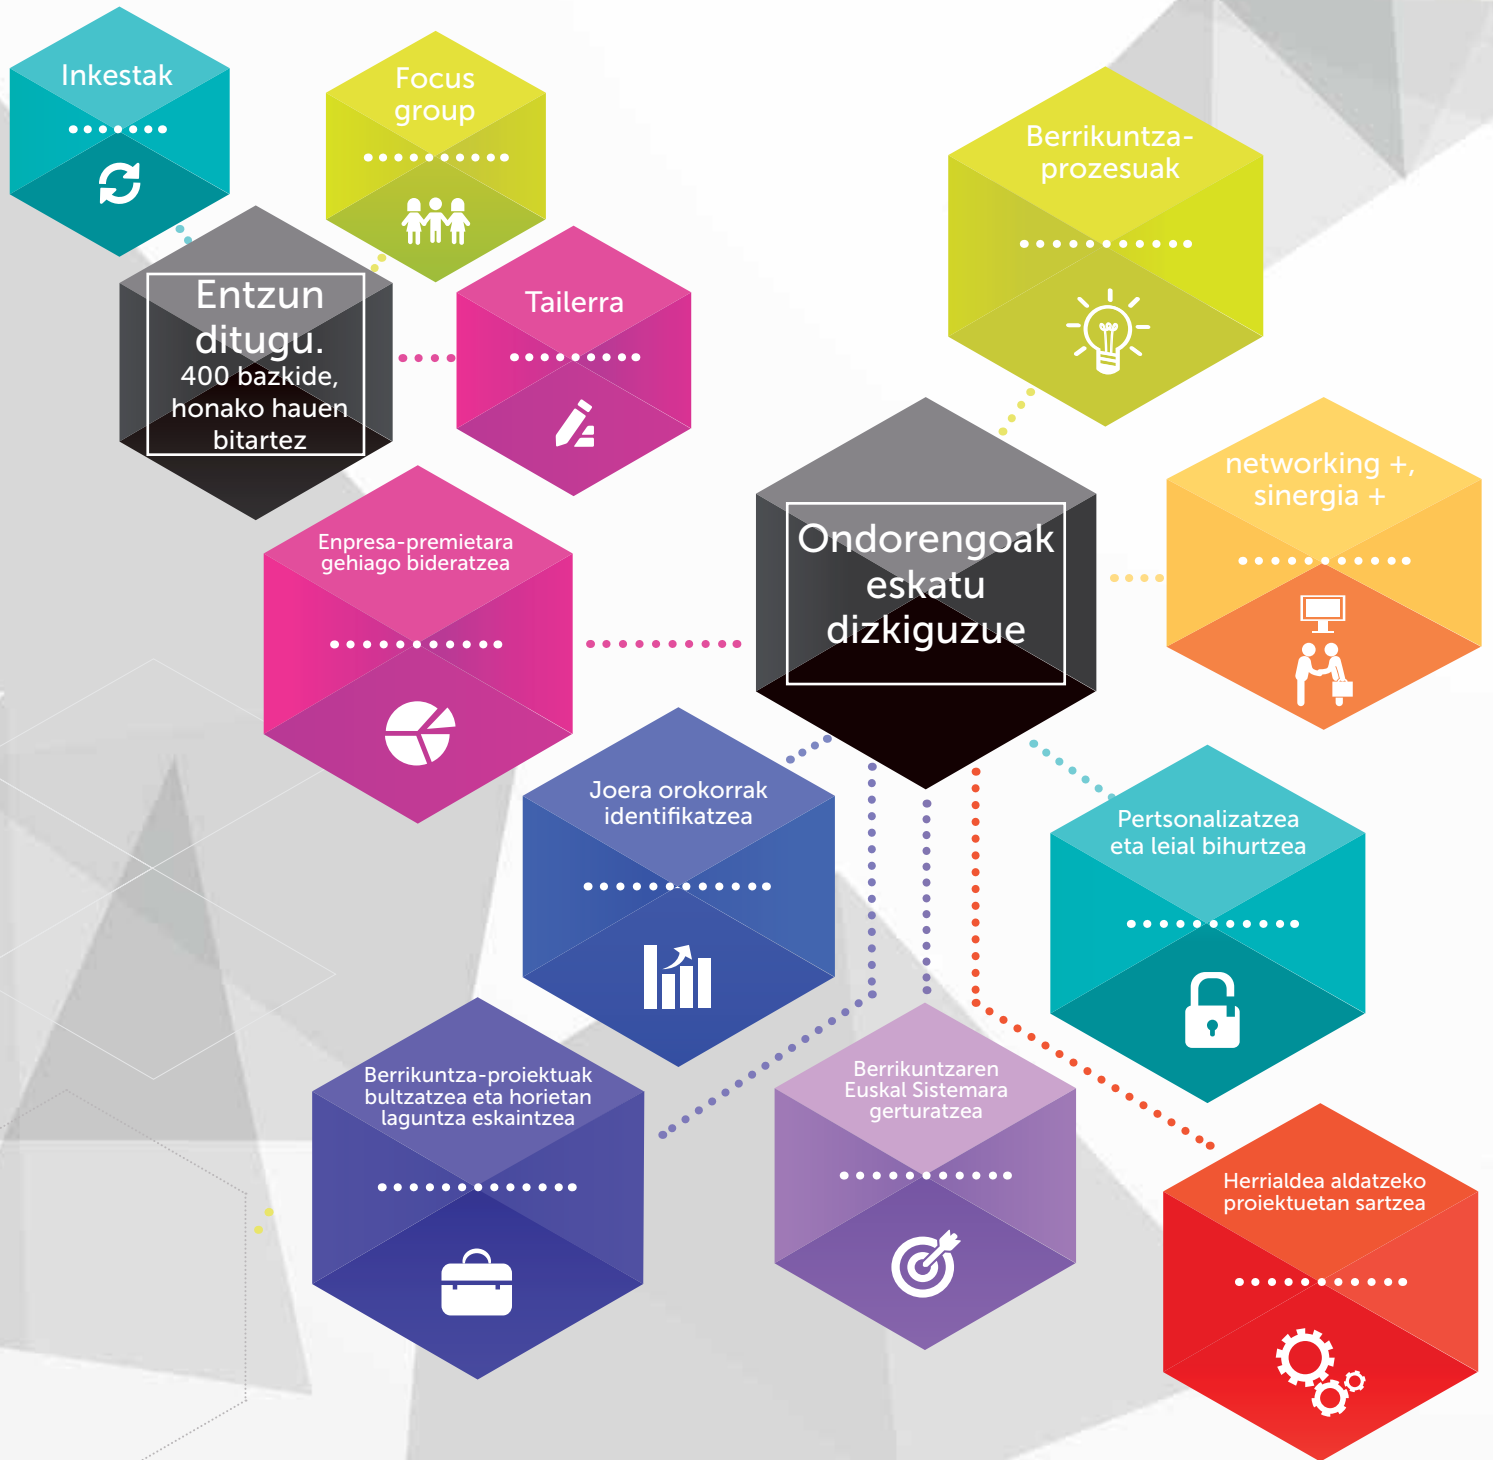 Inkestak
Focus
group
Entzun
ditugu.
400 bazkide,
honako hauen
bitartez
Tailerra
Berrikuntza-
prozesuak
networking +,
sinergia +
Ondorengoak
eskatu
dizkiguzue
Enpresa-premietara
gehiago bideratzea
Joera orokorrak
identifikatzea
Pertsonalizatzea
eta leial bihurtzea
Berrikuntza-proiektuak
bultzatzea eta horietan
laguntza eskaintzea
Berrikuntzaren
Euskal Sistemara
gerturatzea
Herrialdea aldatzeko
proiektuetan sartzea